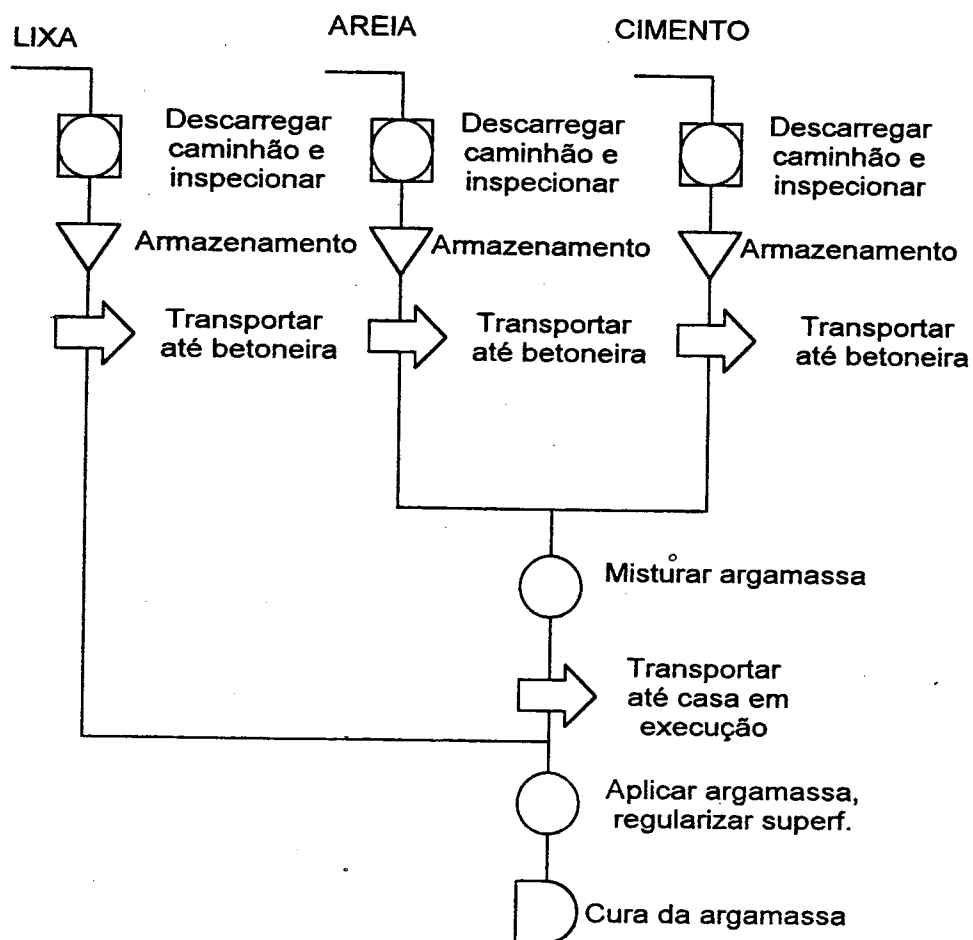 LIXA
AREIA
CIMENTO
Descarregar
caminhão e
inspecionar
Descarregar
caminhão e
inspecionar
Descarregar
caminhão e
inspecionar
Armazenamento
Armazenamento
Armazenamento
Transportar
até betoneira
Transportar
até betoneira
Transportar
até betoneira
Misturar argamassa
Transportar
até casa em
execução
Aplicar argamassa,
regularizar superf.
Cura da argamassa